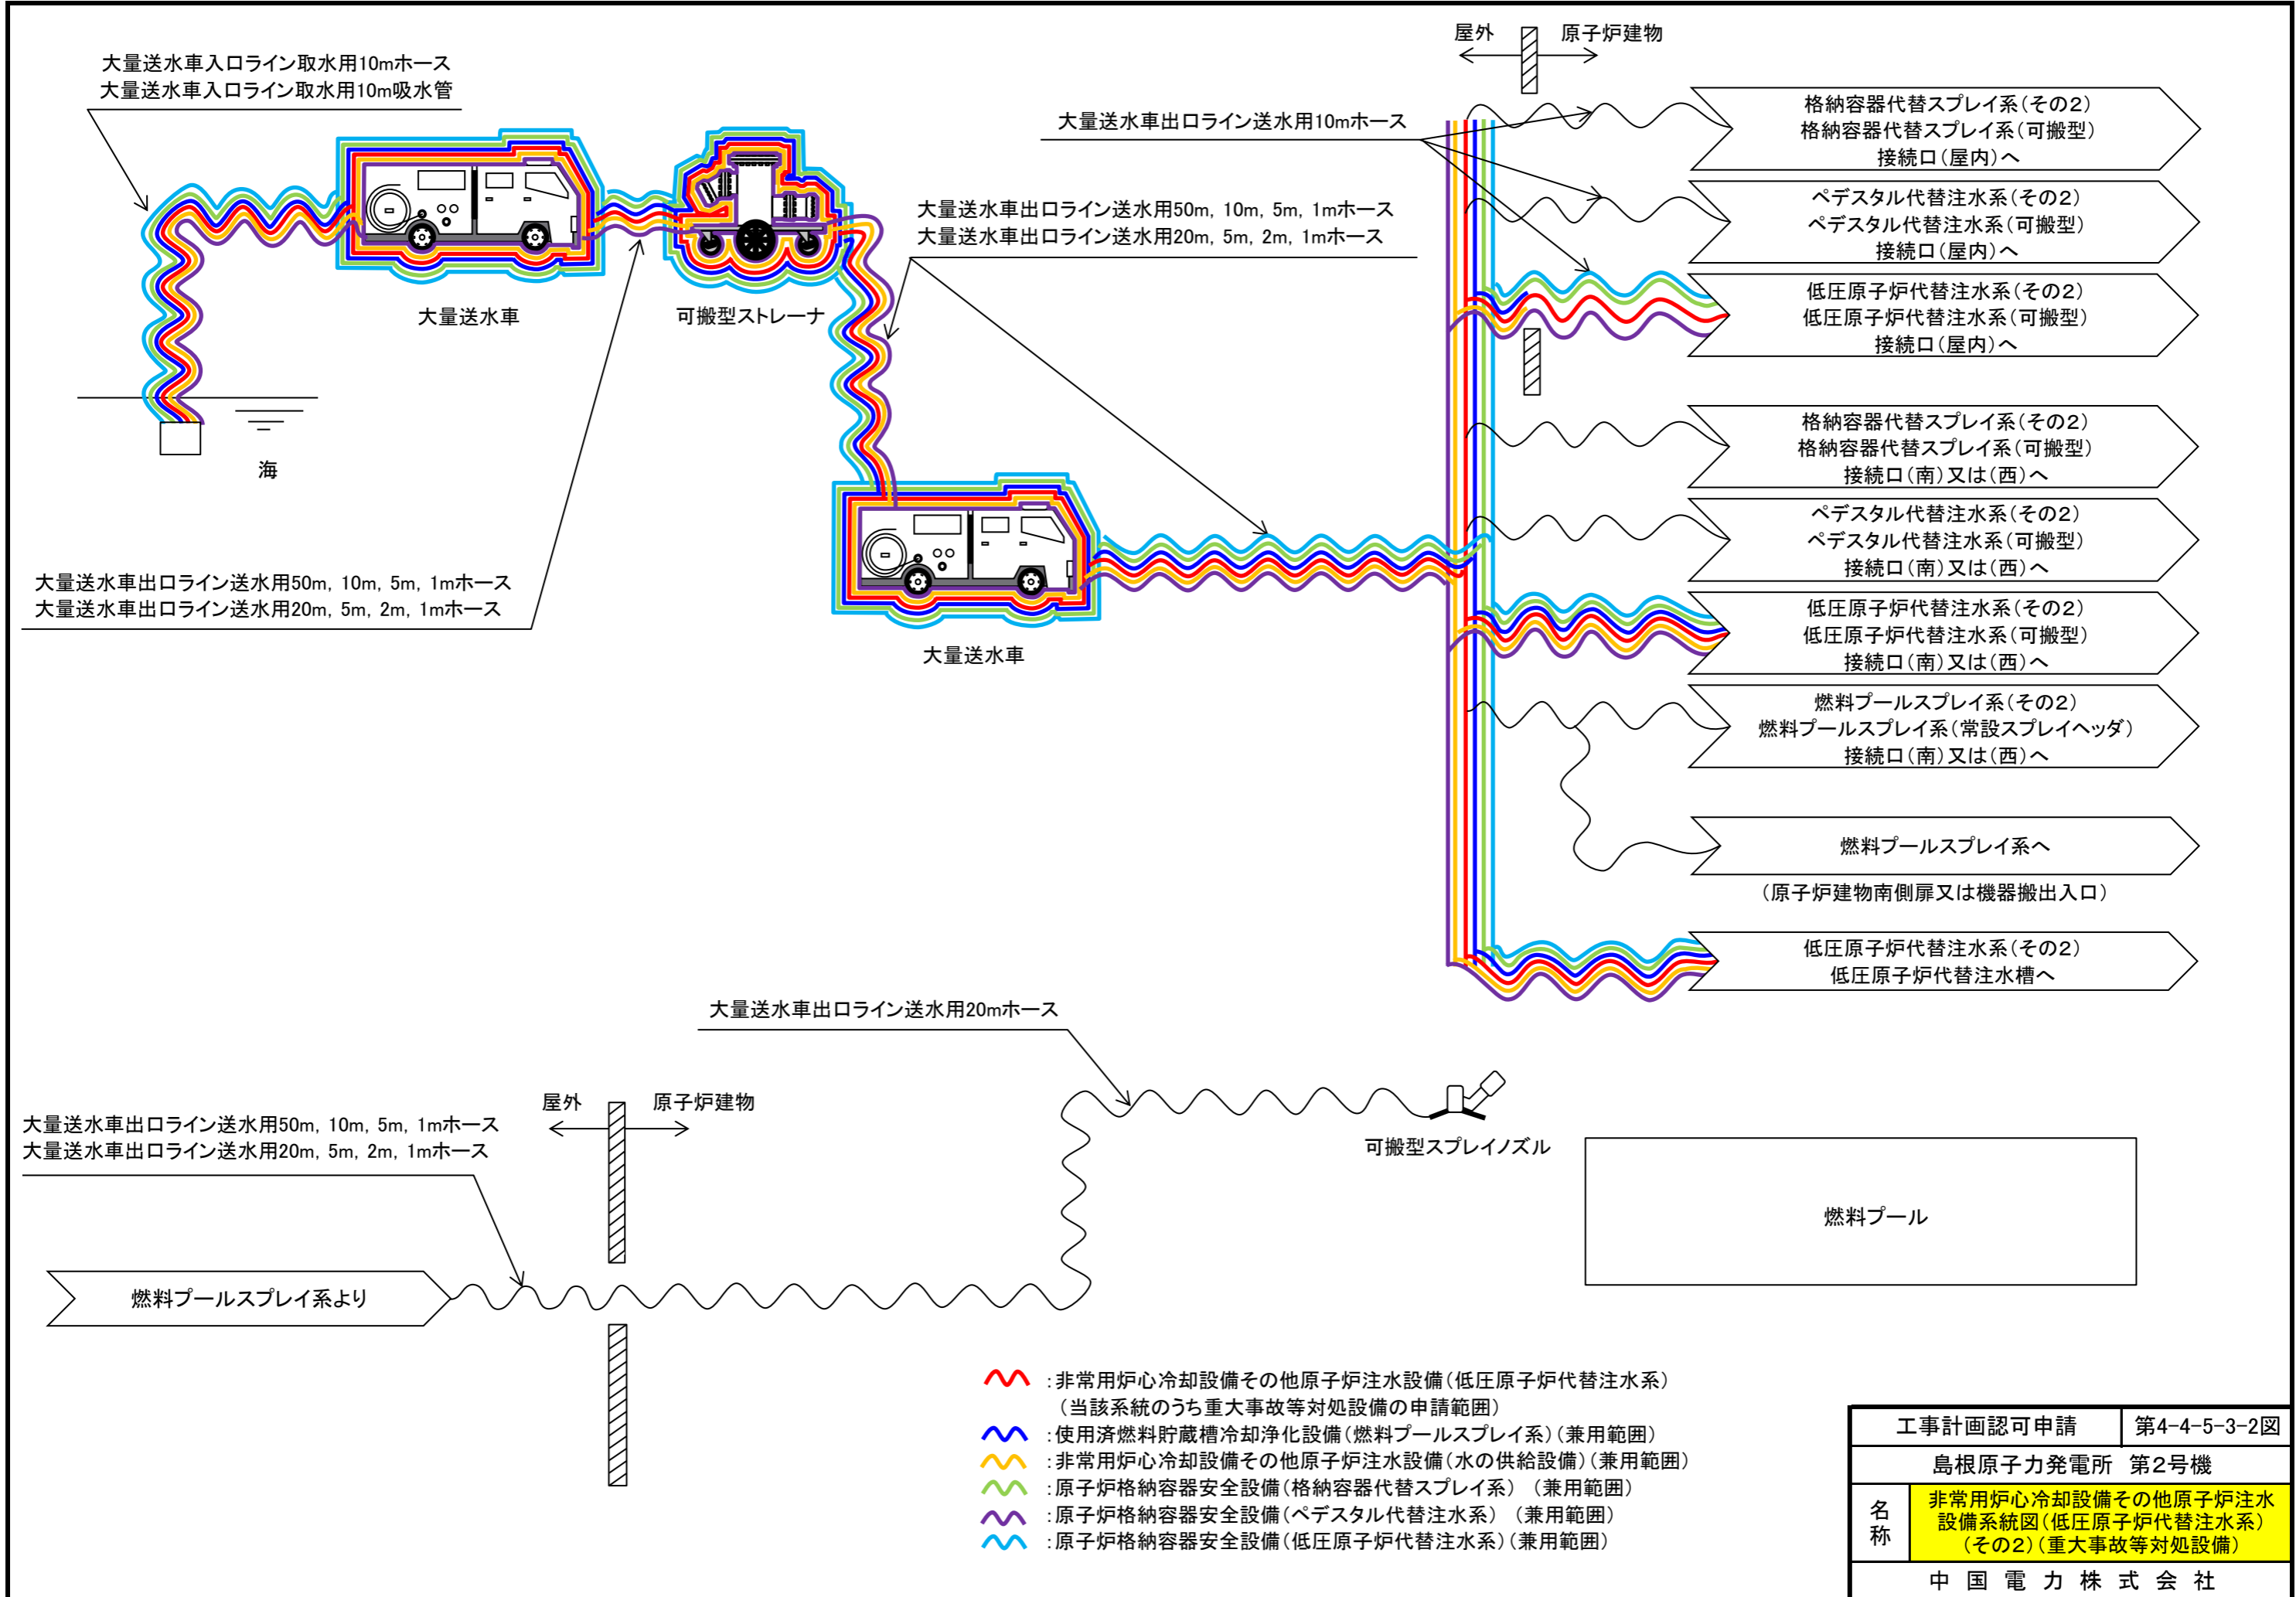 大量送水車入口ライン取水用10mホース
大量送水車入口ライン取水用10m吸水管
屋外
原子炉建物
大量送水車出口ライン送水用10mホース
格納容器代替スプレイ系(その2)
格納容器代替スプレイ系(可搬型)
接続口(屋内)へ
ペデスタル代替注水系(その2)
ペデスタル代替注水系(可搬型)
接続口(屋内)へ
大量送水車出口ライン送水用50m, 10m, 5m, 1mホース
大量送水車出口ライン送水用20m, 5m, 2m, 1mホース
低圧原子炉代替注水系(その2)
低圧原子炉代替注水系(可搬型)
接続口(屋内)へ
大量送水車
可搬型ストレーナ
海
格納容器代替スプレイ系(その2)
格納容器代替スプレイ系(可搬型)
接続口(南)又は(西)へ
ペデスタル代替注水系(その2)
ペデスタル代替注水系(可搬型)
接続口(南)又は(西)へ
大量送水車出口ライン送水用50m, 10m, 5m, 1mホース
大量送水車出口ライン送水用20m, 5m, 2m, 1mホース
大量送水車
低圧原子炉代替注水系(その2)
低圧原子炉代替注水系(可搬型)
接続口(南)又は(西)へ
燃料プールスプレイ系(その2)
燃料プールスプレイ系(常設スプレイヘッダ)
接続口(南)又は(西)へ
燃料プールスプレイ系へ
(原子炉建物南側扉又は機器搬出入口)
低圧原子炉代替注水系(その2)
低圧原子炉代替注水槽へ
大量送水車出口ライン送水用20mホース
屋外
原子炉建物
大量送水車出口ライン送水用50m, 10m, 5m, 1mホース
大量送水車出口ライン送水用20m, 5m, 2m, 1mホース
可搬型スプレイノズル
燃料プール
燃料プールスプレイ系より
:非常用炉心冷却設備その他原子炉注水設備(低圧原子炉代替注水系)
(当該系統のうち重大事故等対処設備の申請範囲)
:使用済燃料貯蔵槽冷却浄化設備(燃料プールスプレイ系)(兼用範囲)
:非常用炉心冷却設備その他原子炉注水設備(水の供給設備)(兼用範囲)
:原子炉格納容器安全設備(格納容器代替スプレイ系) (兼用範囲)
:原子炉格納容器安全設備(ペデスタル代替注水系) (兼用範囲)
:原子炉格納容器安全設備(低圧原子炉代替注水系)(兼用範囲)
工事計画認可申請 第4-4-5-3-2図
島根原子力発電所 第2号機
名称
非常用炉心冷却設備その他原子炉注水
設備系統図(低圧原子炉代替注水系)
(その2)(重大事故等対処設備)
中国電力株式会社